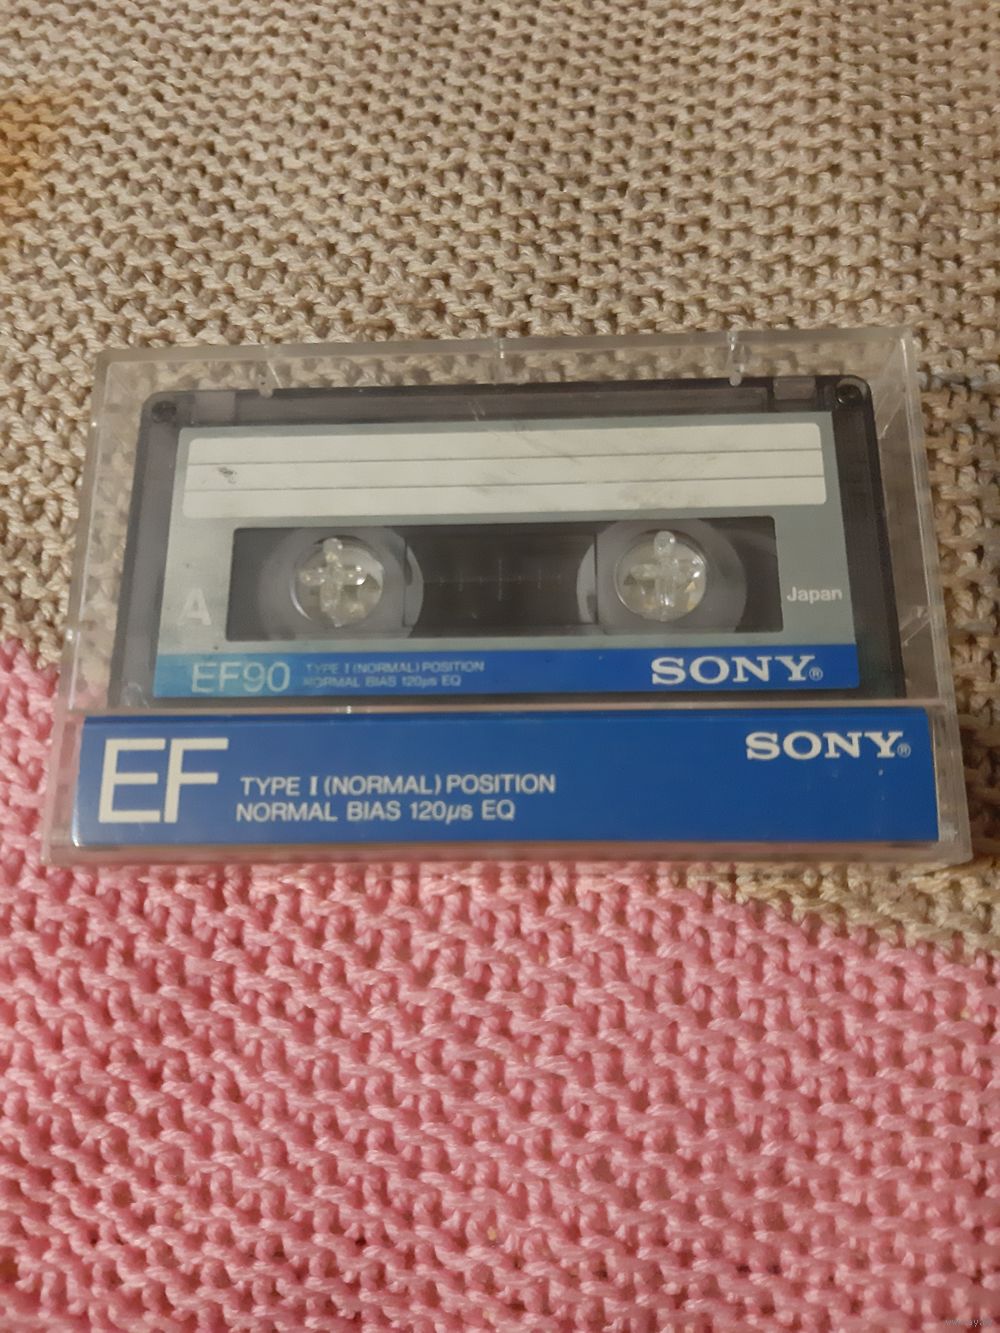 A
Japan
EF90 TYPE I (NORMAL) POSITION
NORMAL BIAS 120µs EQ
SONY®
EF
SONY®
TYPE I (NORMAL) POSITION
NORMAL BIAS 120µs EQ